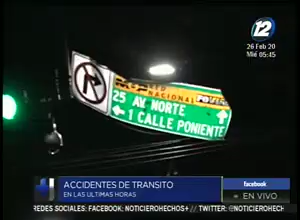 12
26 Feb 20
Mié 05:45
R
NACIONAL
25 AV. NORTE
1 CALLE PONIENTE
ACCIDENTES DE TRANSITO
EN LAS ULTIMAS HORAS
facebook
EN VIVO
REDES SOCIALES: FACEBOOK: NOTICIEROHECHOS+// TWITTER: @NOTICIEROHECHO